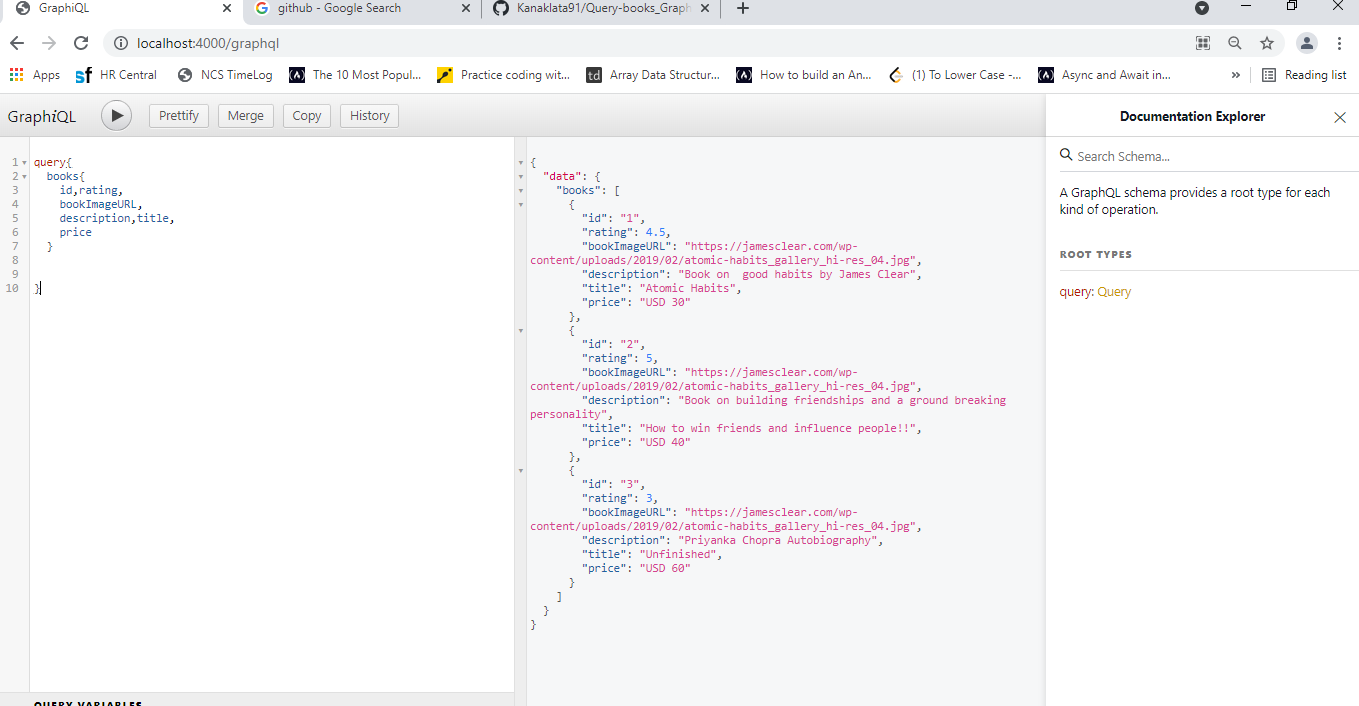 GraphiQL
github - Google Search
Kanaklata91/Query-books_Graph
localhost:4000/graphql
Apps
sf HR Central
NCS TimeLog
(A) The 10 Most Popul...
Practice coding wit...
td Array Data Structur...
(A) How to build an An...
(1) To Lower Case -...
(A) Async and Await in...
»
Reading list
GraphiQL
Prettify
Merge
Copy
History
1 query{
2 books{
3 id,rating,
4 bookImageURL,
5 description,title,
6 price
7 }
8
9
10 }
QUERY VARIABLES
{
"data": {
"books": [
{
"id": "1",
"rating": 4.5,
"bookImageURL": "https://jamesclear.com/wp-
content/uploads/2019/02/atomic-habits_gallery_hi-res_04.jpg",
"description": "Book on  good habits by James Clear",
"title": "Atomic Habits",
"price": "USD 30"
},
{
"id": "2",
"rating": 5,
"bookImageURL": "https://jamesclear.com/wp-
content/uploads/2019/02/atomic-habits_gallery_hi-res_04.jpg",
"description": "Book on building friendships and a ground breaking
personality",
"title": "How to win friends and influence people!!",
"price": "USD 40"
},
{
"id": "3",
"rating": 3,
"bookImageURL": "https://jamesclear.com/wp-
content/uploads/2019/02/atomic-habits_gallery_hi-res_04.jpg",
"description": "Priyanka Chopra Autobiography",
"title": "Unfinished",
"price": "USD 60"
}
]
}
}
Documentation Explorer
Search Schema...
A GraphQL schema provides a root type for each
kind of operation.
ROOT TYPES
query: Query